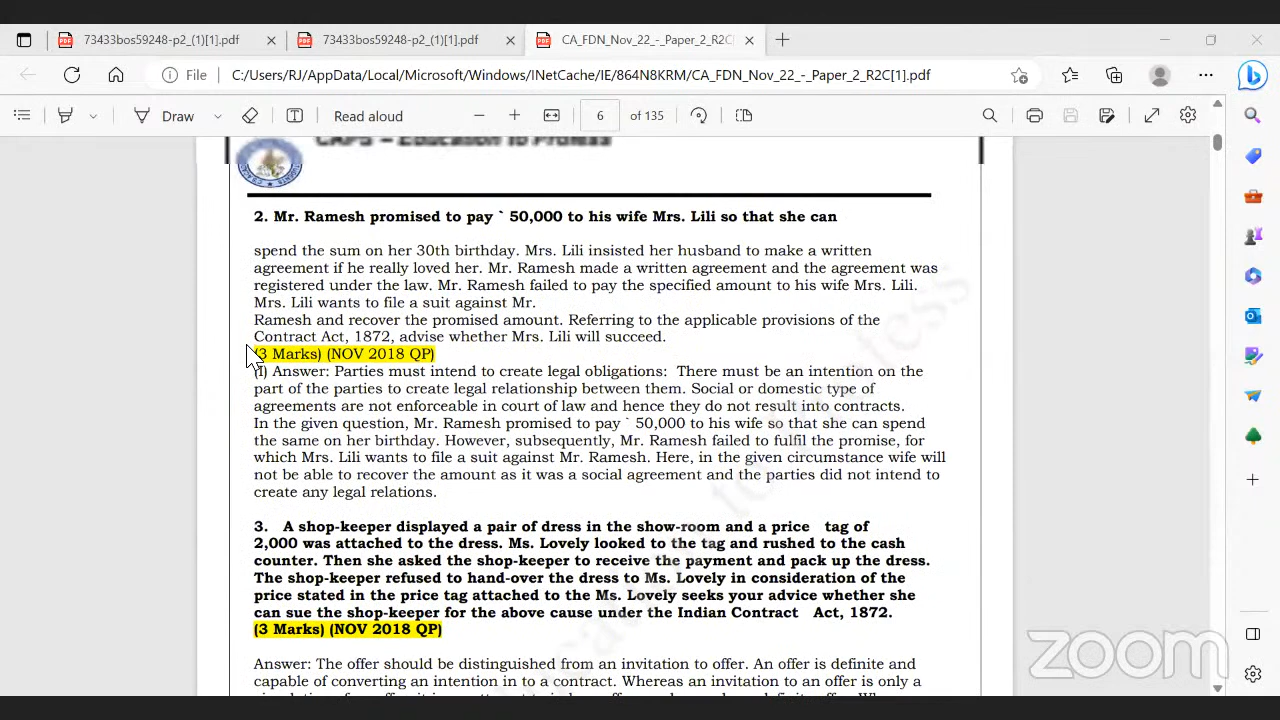 73433bos59248-p2_(1)[1].pdf
73433bos59248-p2_(1)[1].pdf
CA_FDN_Nov_22_-_Paper_2_R2C[
File
C:/Users/RJ/AppData/Local/Microsoft/Windows/INetCache/IE/864N8KRM/CA_FDN_Nov_22_-_Paper_2_R2C[1].pdf
Draw
Read aloud
6
of 135
2. Mr. Ramesh promised to pay ` 50,000 to his wife Mrs. Lili so that she can
spend the sum on her 30th birthday. Mrs. Lili insisted her husband to make a written
agreement if he really loved her. Mr. Ramesh made a written agreement and the agreement was
registered under the law. Mr. Ramesh failed to pay the specified amount to his wife Mrs. Lili.
Mrs. Lili wants to file a suit against Mr.
Ramesh and recover the promised amount. Referring to the applicable provisions of the
Contract Act, 1872, advise whether Mrs. Lili will succeed.
(3 Marks) (NOV 2018 QP)
(i) Answer: Parties must intend to create legal obligations: There must be an intention on the
part of the parties to create legal relationship between them. Social or domestic type of
agreements are not enforceable in court of law and hence they do not result into contracts.
In the given question, Mr. Ramesh promised to pay ` 50,000 to his wife so that she can spend
the same on her birthday. However, subsequently, Mr. Ramesh failed to fulfil the promise, for
which Mrs. Lili wants to file a suit against Mr. Ramesh. Here, in the given circumstance wife will
not be able to recover the amount as it was a social agreement and the parties did not intend to
create any legal relations.
3. A shop-keeper displayed a pair of dress in the show-room and a price tag of
2,000 was attached to the dress. Ms. Lovely looked to the tag and rushed to the cash
counter. Then she asked the shop-keeper to receive the payment and pack up the dress.
The shop-keeper refused to hand-over the dress to Ms. Lovely in consideration of the
price stated in the price tag attached to the Ms. Lovely seeks your advice whether she
can sue the shop-keeper for the above cause under the Indian Contract Act, 1872.
(3 Marks) (NOV 2018 QP)
Answer: The offer should be distinguished from an invitation to offer. An offer is definite and
capable of converting an intention in to a contract. Whereas an invitation to an offer is only a
zoom